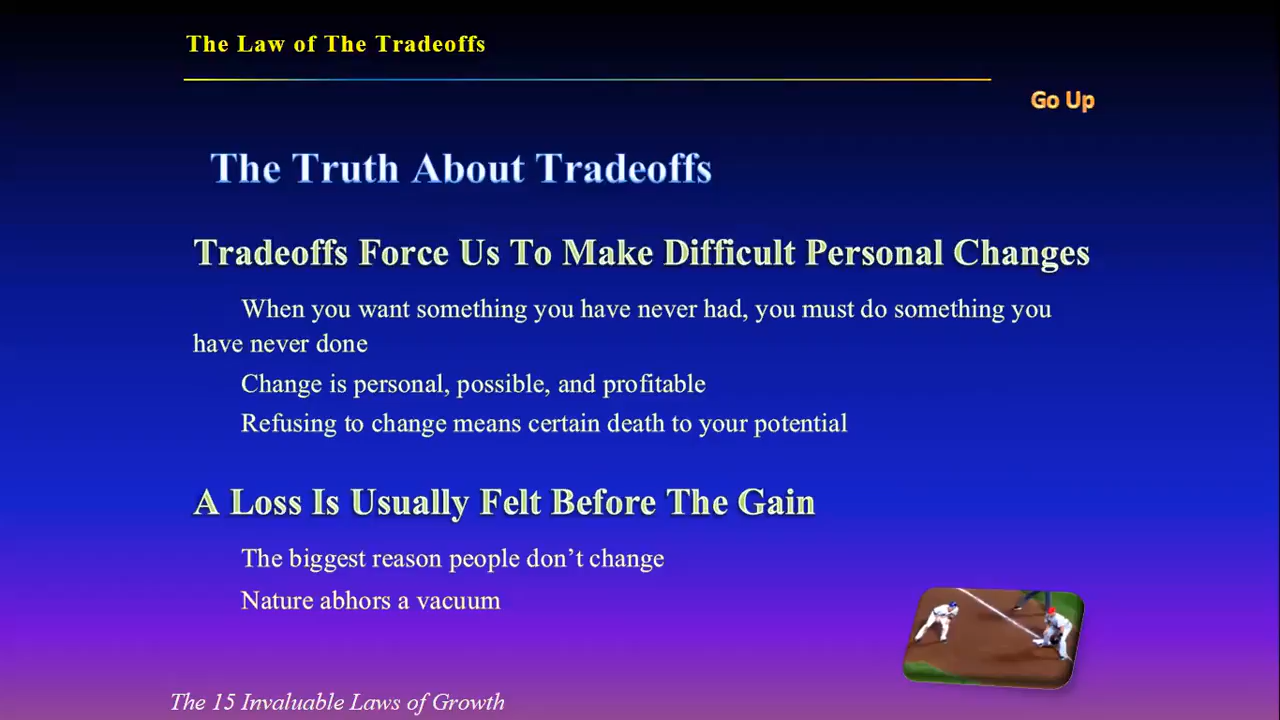 The Law of The Tradeoffs
Go Up
The Truth About Tradeoffs
Tradeoffs Force Us To Make Difficult Personal Changes
When you want something you have never had, you must do something you
have never done
Change is personal, possible, and profitable
Refusing to change means certain death to your potential
A Loss Is Usually Felt Before The Gain
The biggest reason people don’t change
Nature abhors a vacuum
The 15 Invaluable Laws of Growth